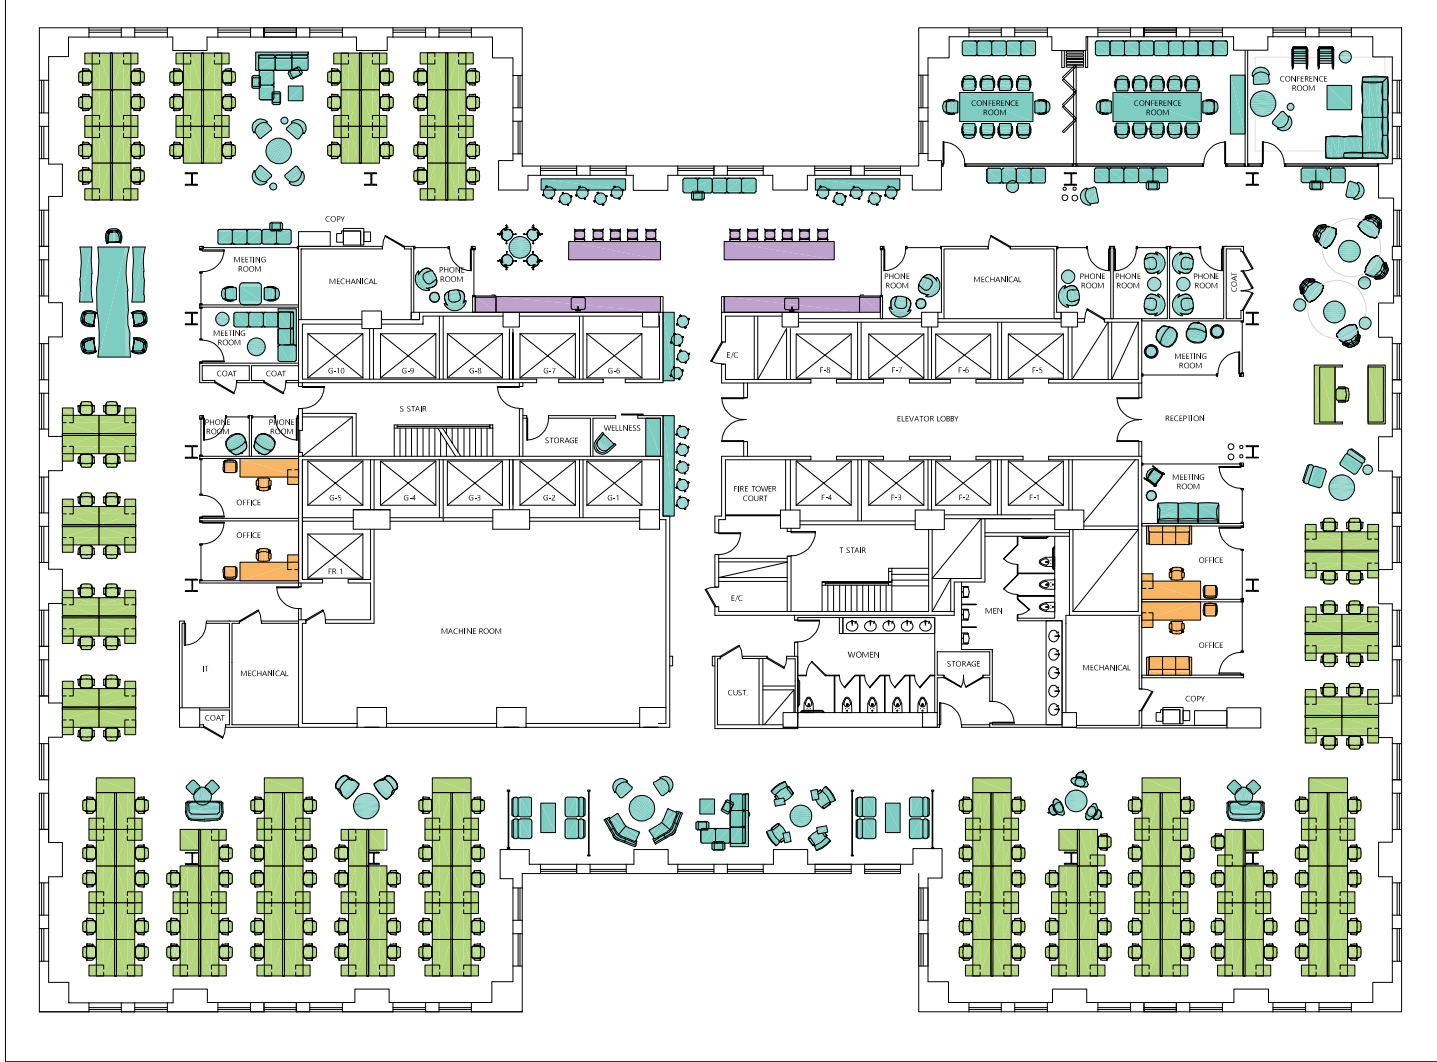 CONFERENCE
ROOM
CONFERENCE
ROOM
CONFERENCE
ROOM
COPY
MEETING
ROOM
MECHANICAL
PHONE
ROOM
PHONE
ROOM
MECHANICAL
PHONE
ROOM
PHONE
ROOM
PHONE
ROOM
COAT
MEETING
ROOM
G-10
G-9
G-8
G-7
G-6
E/C
F-8
F-7
F-6
F-5
MEETING
ROOM
COAT
COAT
S STAIR
ELEVATOR LOBBY
RECEPTION
PHONE
ROOM
PHONE
ROOM
STORAGE
WELLNESS
G-5
G-4
G-3
G-2
G-1
FIRE TOWER
COURT
F-4
F-3
F-2
F-1
MEETING
ROOM
OFFICE
OFFICE
FR 1
T STAIR
OFFICE
E/C
MEN
MACHINE ROOM
OFFICE
IT
MECHANICAL
WOMEN
STORAGE
MECHANICAL
CUST.
COPY
COAT